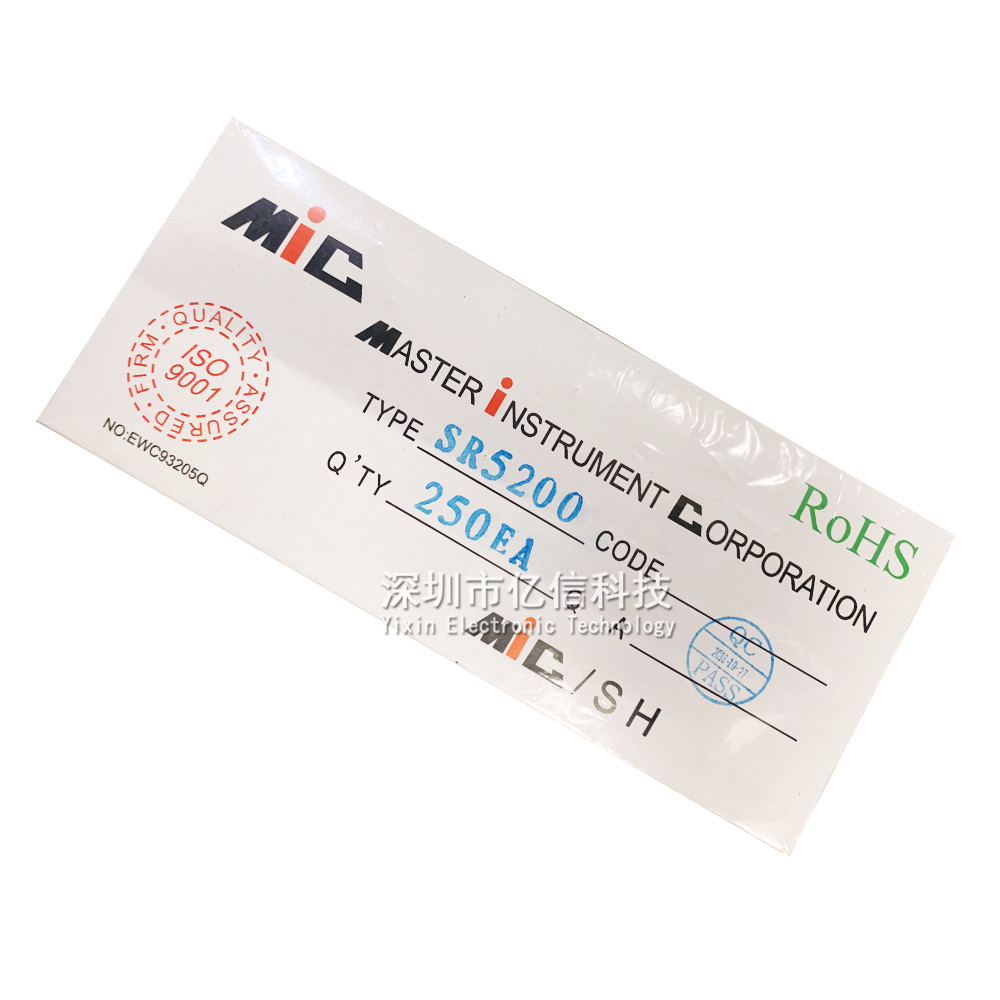 MiC
MASTER iNSTRUMENT CORPORATION
FIRM · QUALITY · ASSURED
ISO
9001
NO:EWC93205Q
TYPE SR5200 CODE
Q'TY 250EA Q A
MiC/SH
RoHS
QC
PASS
深圳市亿信科技
Yixin Electronic Technology